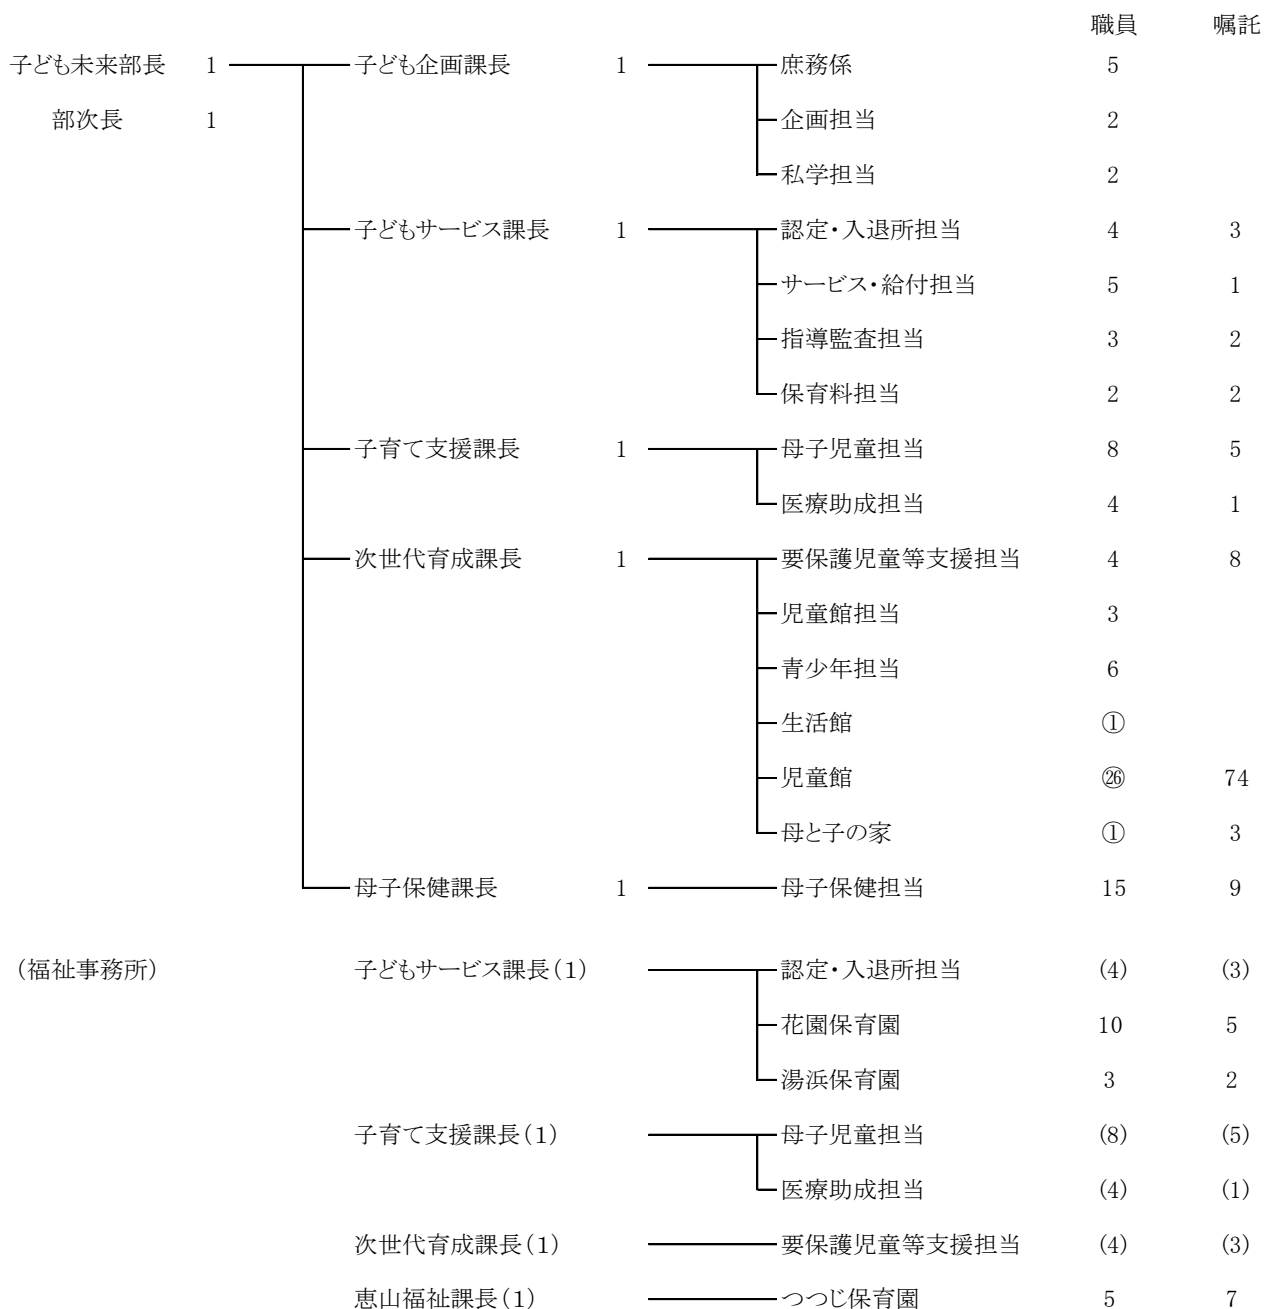 職員 嘱託
子ども未来部長 1 子ども企画課長 1 庶務係 5
部次長 1 企画担当 2
私学担当 2
子どもサービス課長 1 認定・入退所担当 4 3
サービス・給付担当 5 1
指導監査担当 3 2
保育料担当 2 2
子育て支援課長 1 母子児童担当 8 5
医療助成担当 4 1
次世代育成課長 1 要保護児童等支援担当 4 8
児童館担当 3
青少年担当 6
生活館 ①
児童館 ㉖ 74
母と子の家 ① 3
母子保健課長 1 母子保健担当 15 9
(福祉事務所) 子どもサービス課長(1) 認定・入退所担当 (4) (3)
花園保育園 10 5
湯浜保育園 3 2
子育て支援課長(1) 母子児童担当 (8) (5)
医療助成担当 (4) (1)
次世代育成課長(1) 要保護児童等支援担当 (4) (3)
恵山福祉課長(1) つつじ保育園 5 7